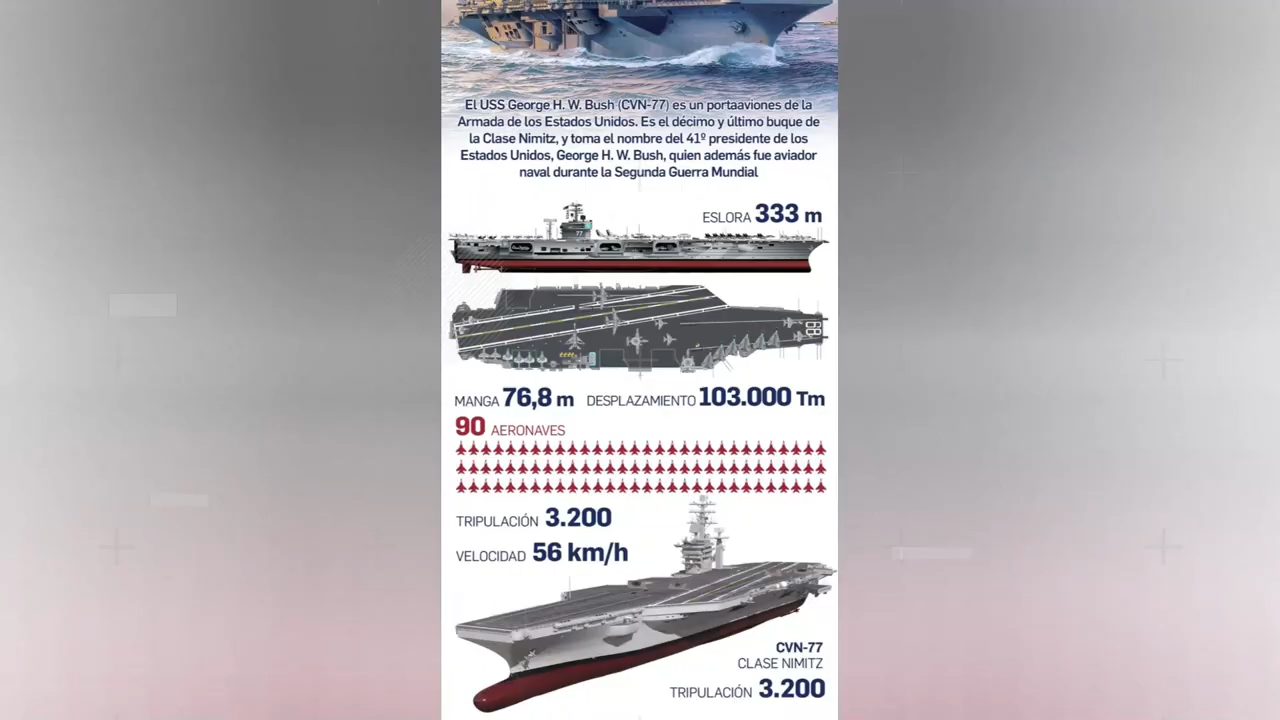 El USS George H. W. Bush (CVN-77) es un portaaviones de la
Armada de los Estados Unidos. Es el décimo y último buque de
la Clase Nimitz, y toma el nombre del 41º presidente de los
Estados Unidos, George H. W. Bush, quien además fue aviador
naval durante la Segunda Guerra Mundial
ESLORA 333 m
77
MANGA 76,8 m DESPLAZAMIENTO 103.000 Tm
90 AERONAVES
TRIPULACIÓN 3.200
VELOCIDAD 56 km/h
CVN-77
CLASE NIMITZ
TRIPULACIÓN 3.200